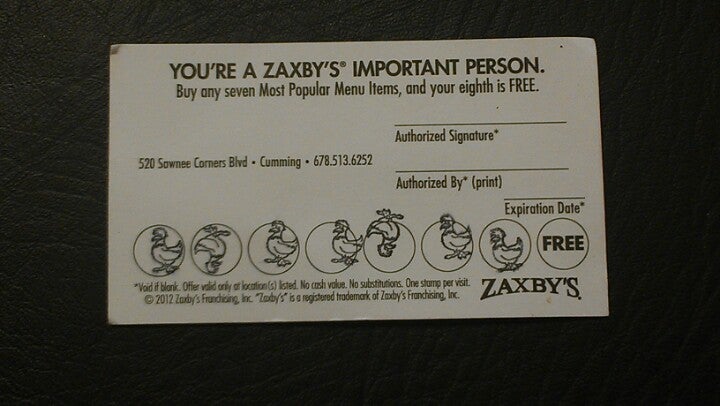 YOU'RE A ZAXBY'S® IMPORTANT PERSON.
Buy any seven Most Popular Menu Items, and your eighth is FREE.
Authorized Signature*
520 Sawnee Corners Blvd • Cumming • 678.513.6252
Authorized By* (print)
Expiration Date*
FREE
*Void if blank. Offer valid only at location(s) listed. No cash value. No substitutions. One stamp per visit.
© 2012 Zaxby's Franchising, Inc. "Zaxby's" is a registered trademark of Zaxby's Franchising, Inc.
ZAXBY'S.